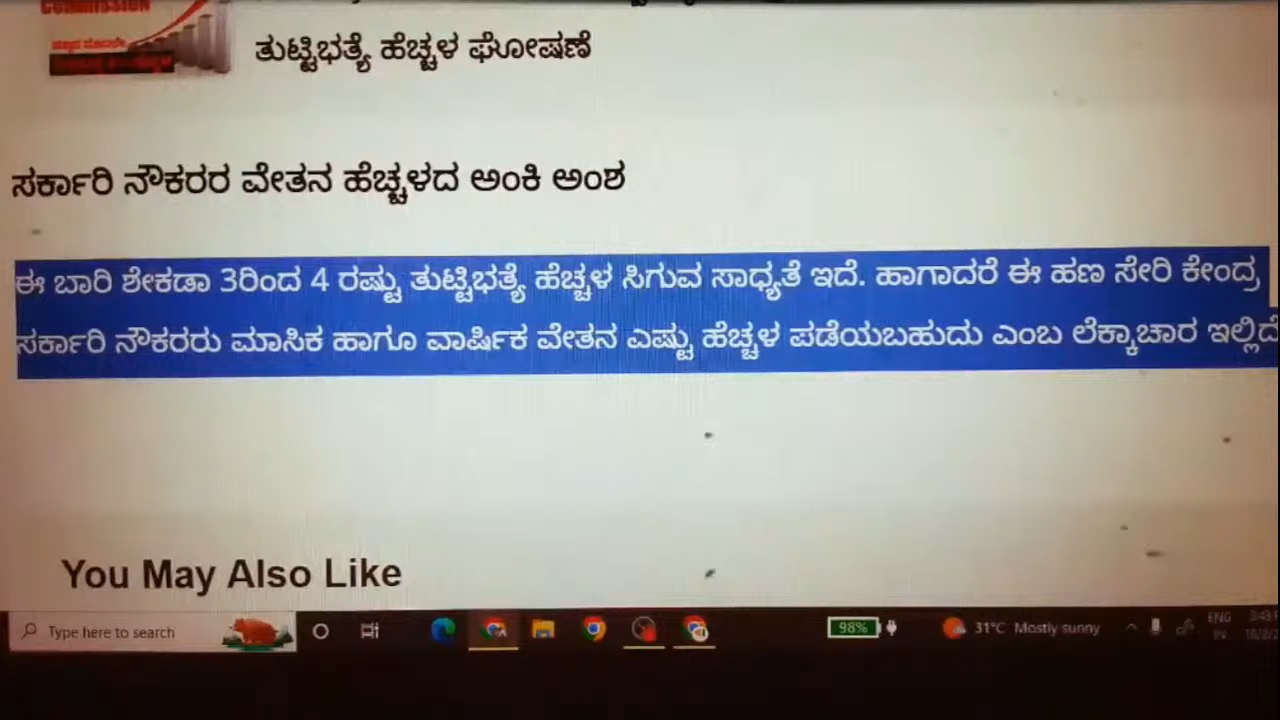 COMMISSION
ತುಟ್ಟಿಭತ್ಯೆ ಹೆಚ್ಚಳ ಘೋಷಣೆ
ಸರ್ಕಾರಿ ನೌಕರರ ವೇತನ ಹೆಚ್ಚಳದ ಅಂಕಿ ಅಂಶ
ಈ ಬಾರಿ ಶೇಕಡಾ 3ರಿಂದ 4 ರಷ್ಟು ತುಟ್ಟಿಭತ್ಯೆ ಹೆಚ್ಚಳ ಸಿಗುವ ಸಾಧ್ಯತೆ ಇದೆ. ಹಾಗಾದರೆ ಈ ಹಣ ಸೇರಿ ಕೇಂದ್ರ
ಸರ್ಕಾರಿ ನೌಕರರು ಮಾಸಿಕ ಹಾಗೂ ವಾರ್ಷಿಕ ವೇತನ ಎಷ್ಟು ಹೆಚ್ಚಳ ಪಡೆಯಬಹುದು ಎಂಬ ಲೆಕ್ಕಾಚಾರ ಇಲ್ಲಿದೆ
You May Also Like
Type here to search 98% 31°C Mostly sunny ENG
IN